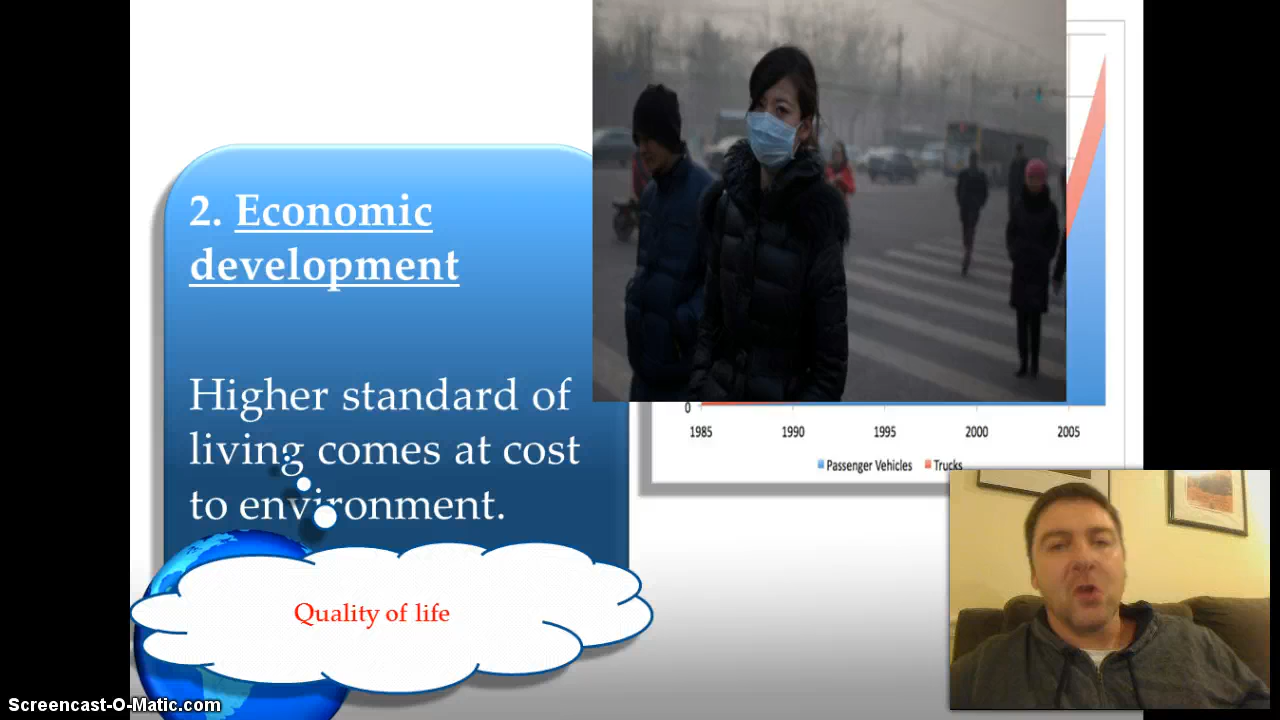 2. Economic
development
Higher standard of
living comes at cost
to environment.
Quality of life
0
1985 1990 1995 2000 2005
Passenger Vehicles Trucks
Screencast-O-Matic.com